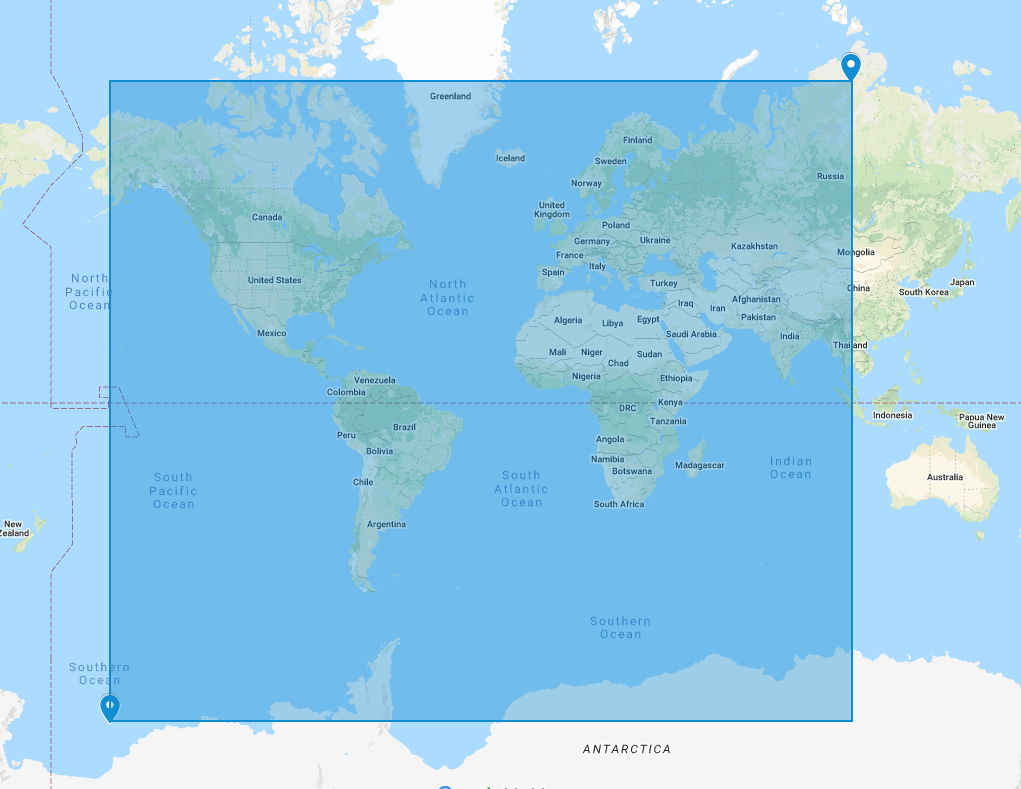 Greenland
Iceland
Finland
Sweden
Norway
Russia
United
Kingdom
Canada
Poland
Germany
Ukraine
Kazakhstan
Mongolia
France
Italy
Spain
United States
Turkey
North
Pacific
Ocean
North
Atlantic
Ocean
Japan
South Korea
China
Iraq
Iran
Afghanistan
Pakistan
Algeria
Libya
Egypt
Saudi Arabia
India
Mexico
Thailand
Mali
Niger
Chad
Sudan
Nigeria
Ethiopia
Venezuela
Colombia
DRC
Kenya
Indonesia
Papua New
Guinea
Tanzania
Brazil
Peru
Angola
Bolivia
Namibia
Botswana
Madagascar
Indian
Ocean
South
Pacific
Ocean
South
Atlantic
Ocean
Chile
Australia
South Africa
New
Zealand
Argentina
Southern
Ocean
Southern
Ocean
ANTARCTICA